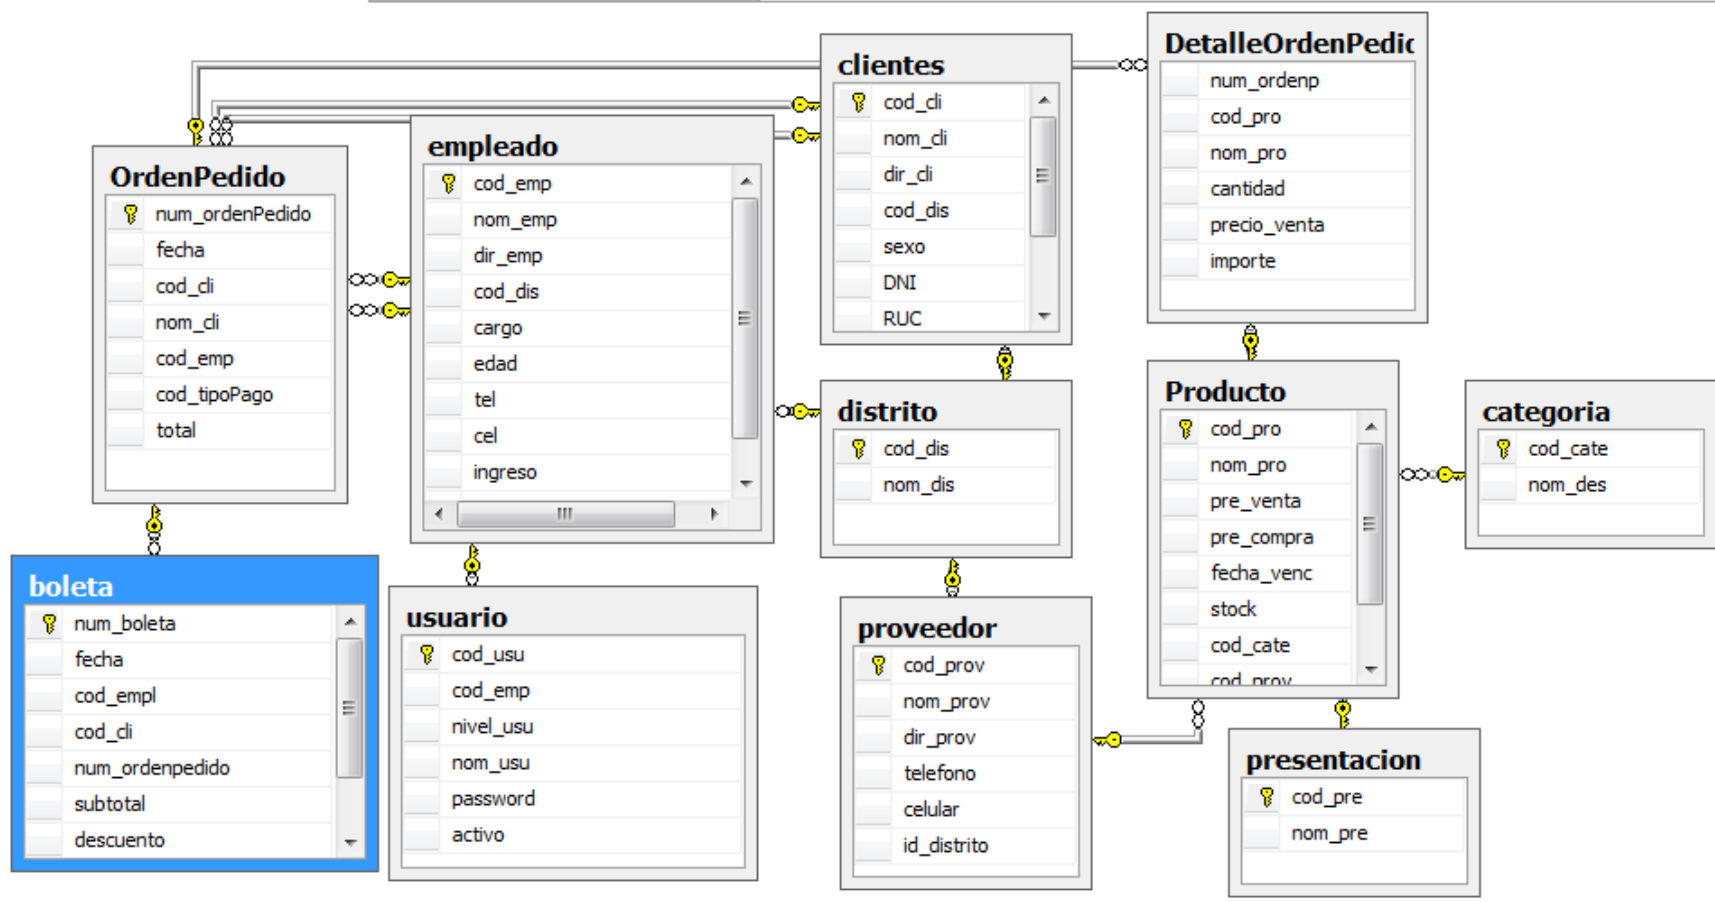 clientes
cod_cli
nom_cli
dir_cli
cod_dis
sexo
DNI
RUC
DetalleOrdenPedic
num_ordenp
cod_pro
nom_pro
cantidad
precio_venta
importe
OrdenPedido
num_ordenPedido
fecha
cod_cli
nom_cli
cod_emp
cod_tipoPago
total
empleado
cod_emp
nom_emp
dir_emp
cod_dis
cargo
edad
tel
cel
ingreso
distrito
cod_dis
nom_dis
Producto
cod_pro
nom_pro
pre_venta
pre_compra
fecha_venc
stock
cod_cate
cod_prov
categoria
cod_cate
nom_des
boleta
num_boleta
fecha
cod_empl
cod_cli
num_ordenpedido
subtotal
descuento
usuario
cod_usu
cod_emp
nivel_usu
nom_usu
password
activo
proveedor
cod_prov
nom_prov
dir_prov
telefono
celular
id_distrito
presentacion
cod_pre
nom_pre